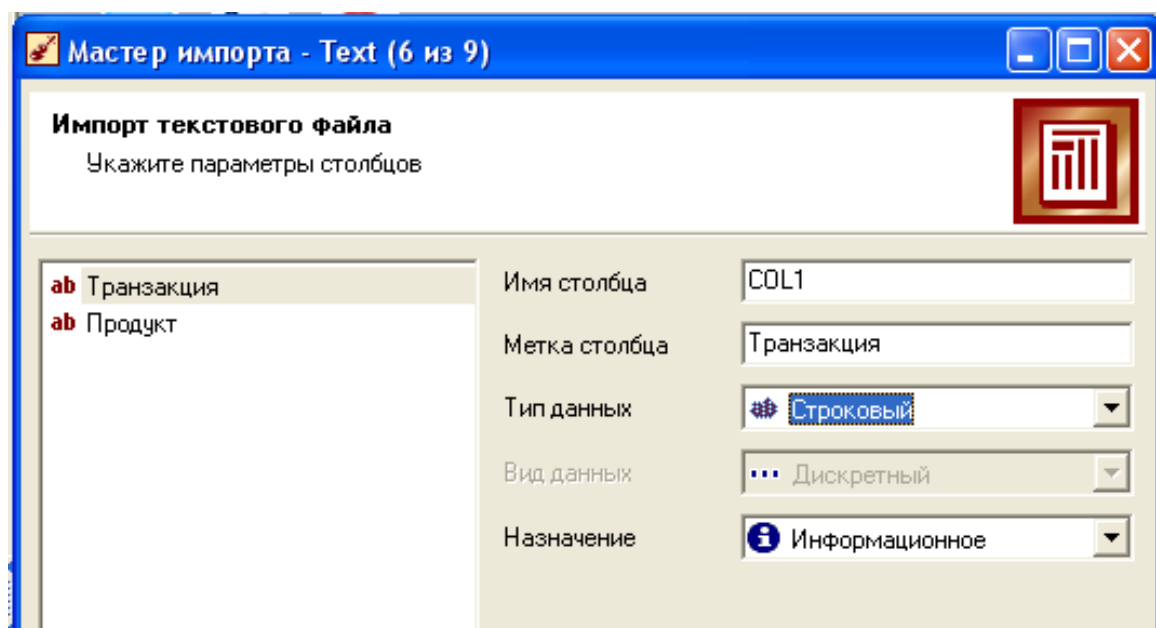 Мастер импорта - Text (6 из 9)
Импорт текстового файла
Укажите параметры столбцов
ab Транзакция
ab Продукт
Имя столбца COL1
Метка столбца Транзакция
Тип данных ab Строковый
Вид данных Дискретный
Назначение Информационное